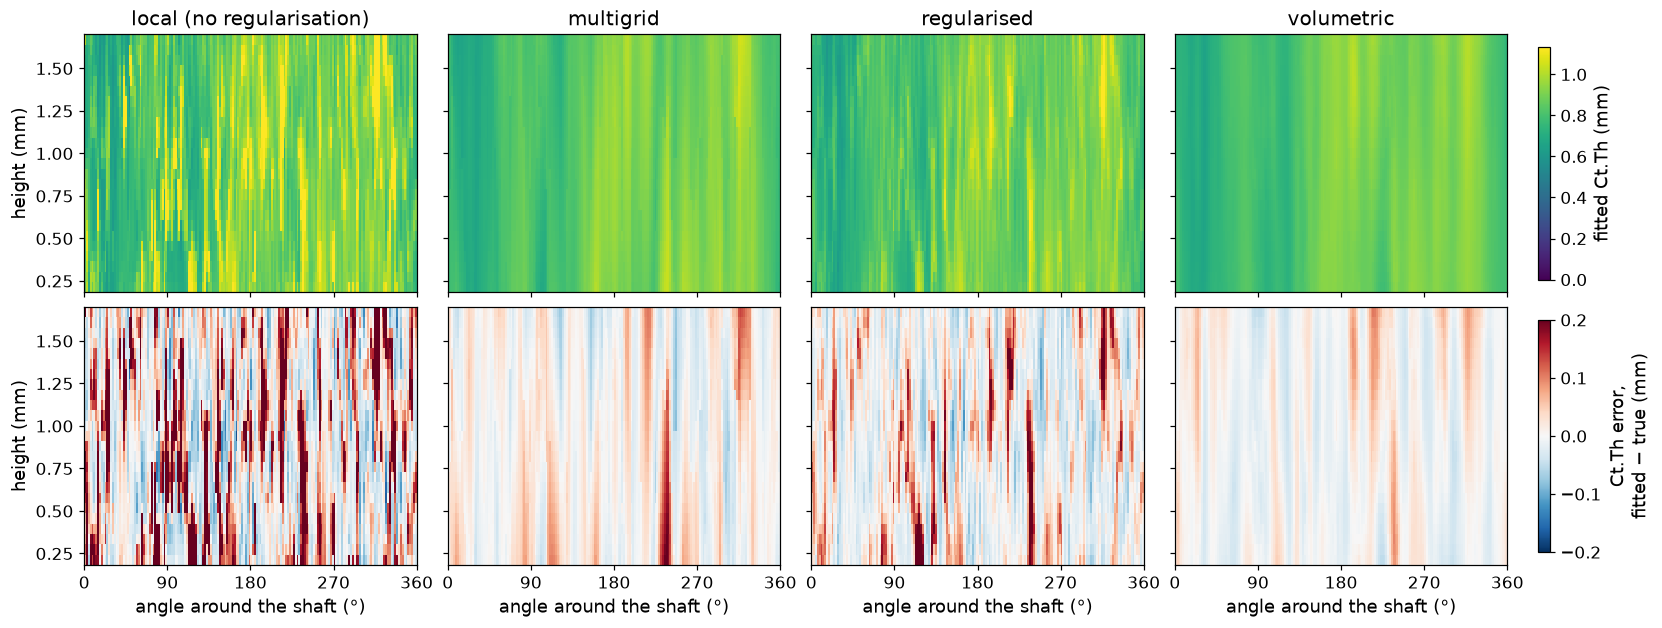 local (no regularisation)
multigrid
regularised
volumetric
height (mm)
1.50
1.25
1.00
0.75
0.50
0.25
1.0
0.8
0.6
0.4
0.2
0.0
fitted Ct.Th (mm)
height (mm)
1.50
1.25
1.00
0.75
0.50
0.25
0.2
0.1
0.0
−0.1
−0.2
Ct.Th error,
fitted − true (mm)
0 90 180 270 360
0 90 180 270 360
0 90 180 270 360
0 90 180 270 360
angle around the shaft (°)
angle around the shaft (°)
angle around the shaft (°)
angle around the shaft (°)